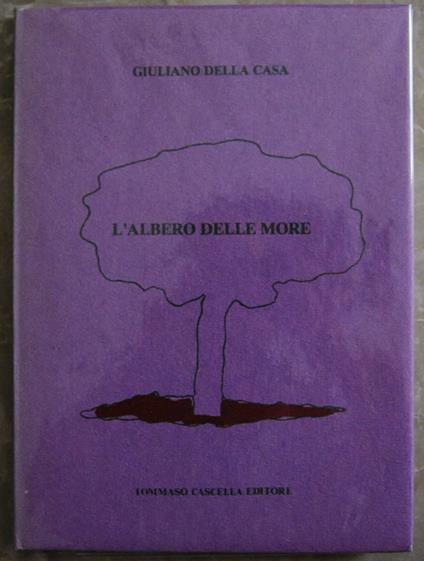 GIULIANO DELLA CASA
L'ALBERO DELLE MORE
TOMMASO CASCELLA EDITORE